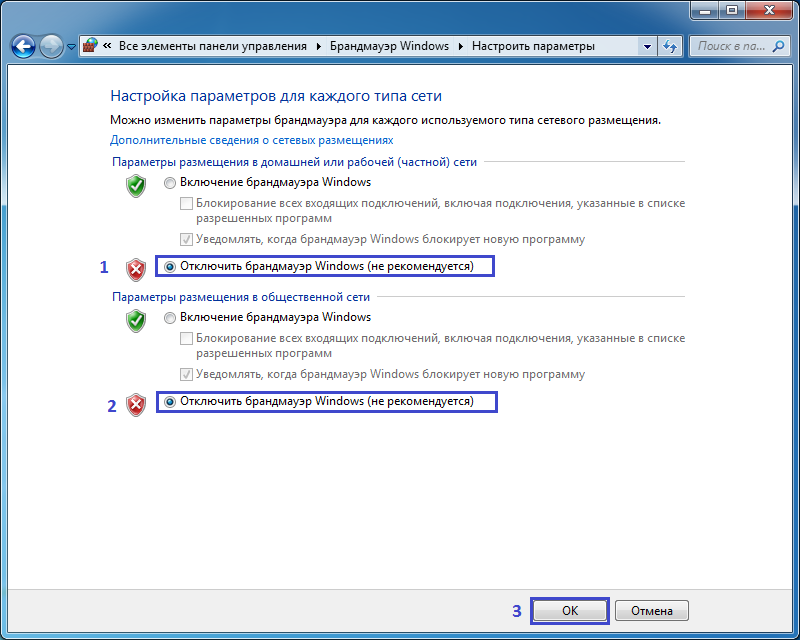 « Все элементы панели управления ▸ Брандмауэр Windows ▸ Настроить параметры
Поиск в па...
Настройка параметров для каждого типа сети
Можно изменить параметры брандмауэра для каждого используемого типа сетевого размещения.
Дополнительные сведения о сетевых размещениях
Параметры размещения в домашней или рабочей (частной) сети
Включение брандмауэра Windows
Блокирование всех входящих подключений, включая подключения, указанные в списке
разрешенных программ
Уведомлять, когда брандмауэр Windows блокирует новую программу
1 Отключить брандмауэр Windows (не рекомендуется)
Параметры размещения в общественной сети
Включение брандмауэра Windows
Блокирование всех входящих подключений, включая подключения, указанные в списке
разрешенных программ
Уведомлять, когда брандмауэр Windows блокирует новую программу
2 Отключить брандмауэр Windows (не рекомендуется)
3 ОК Отмена